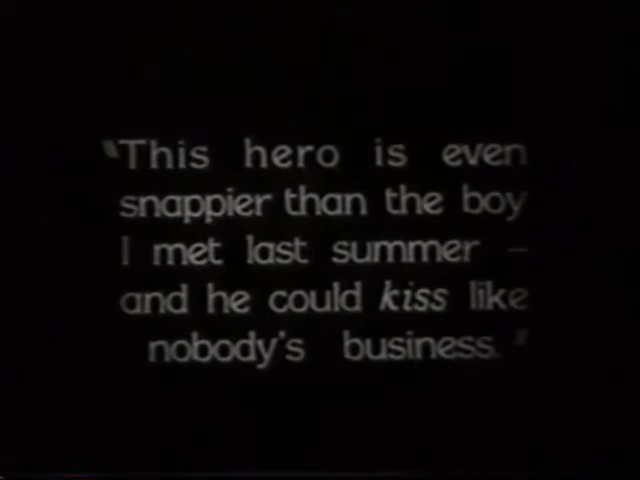 "This hero is even
snappier than the boy
I met last summer –
and he could kiss like
nobody's business."